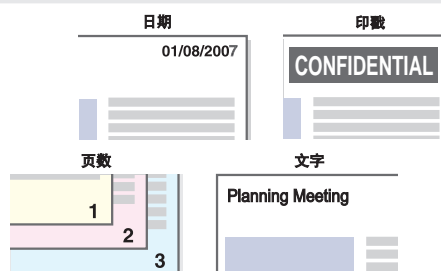 日期
印戳
01/08/2007
CONFIDENTIAL
页数
文字
1
2
3
Planning Meeting